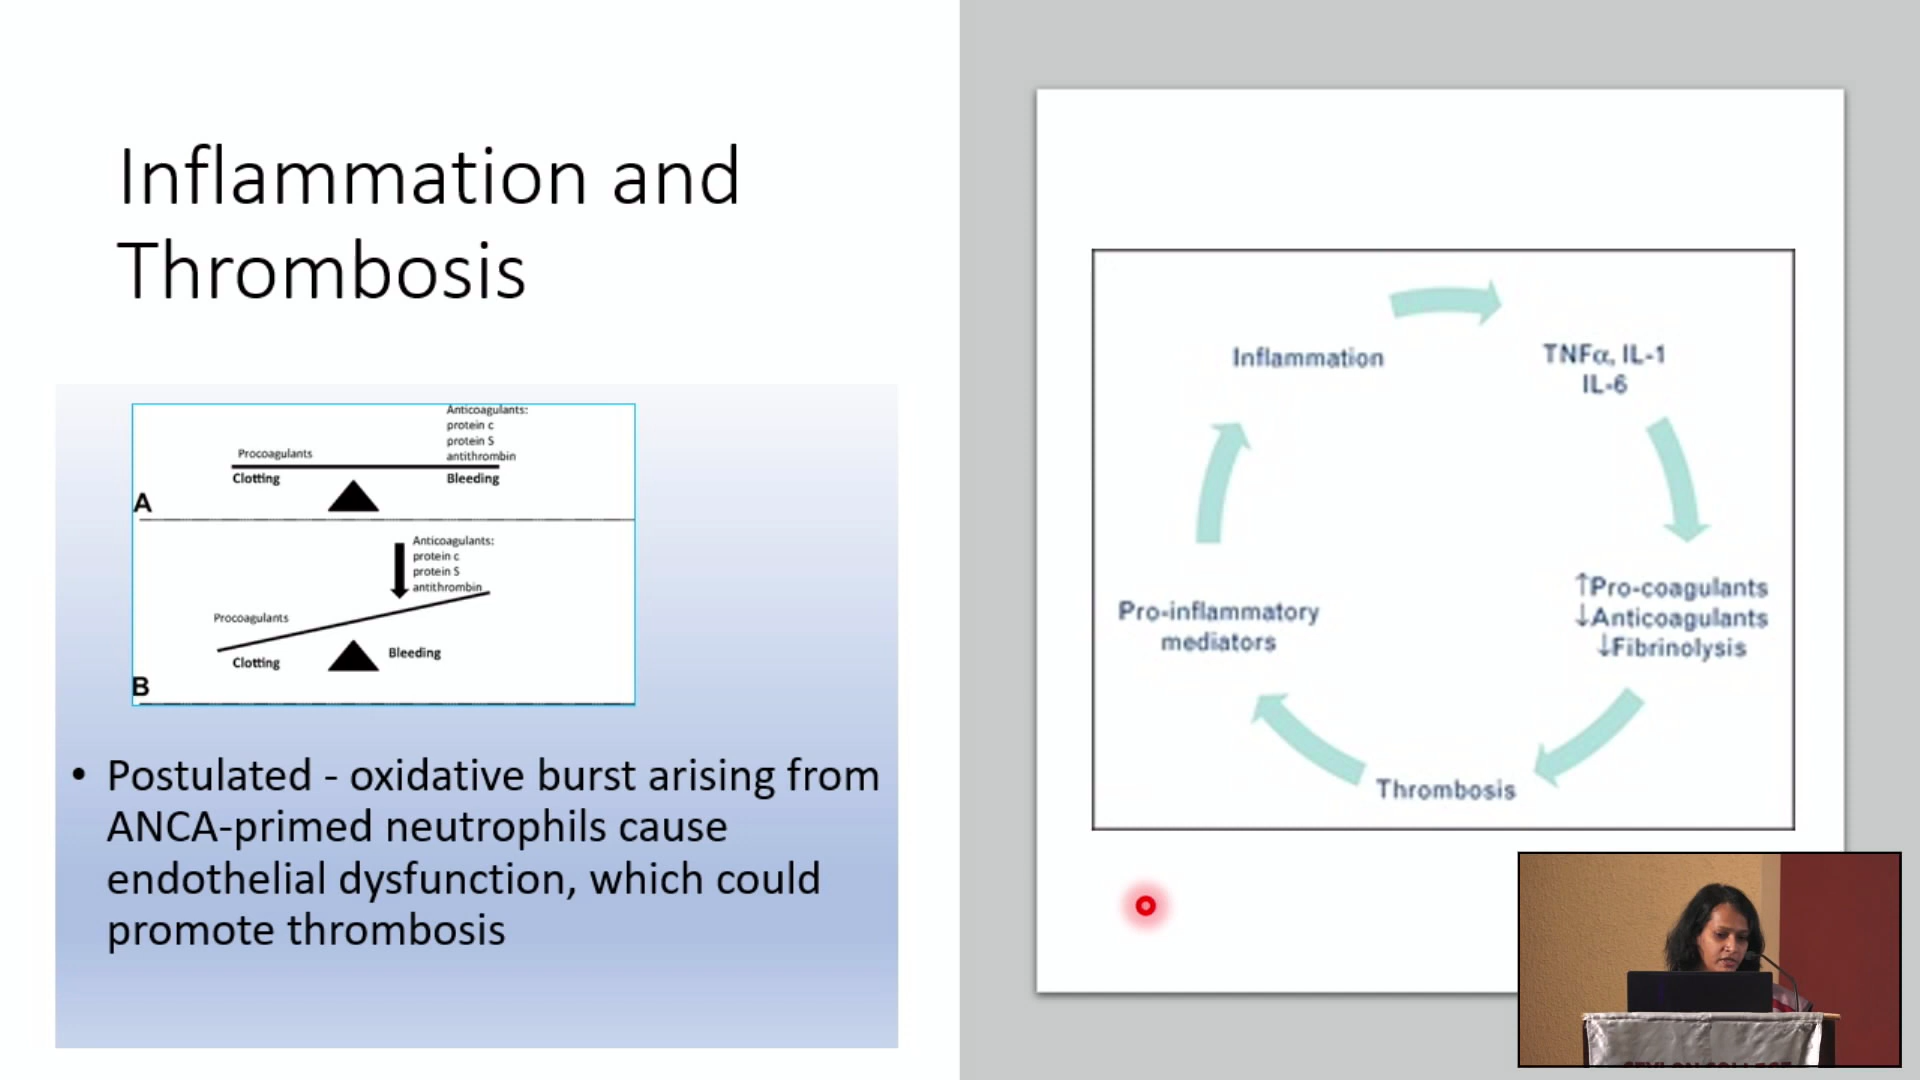 Inflammation and
Thrombosis
Anticoagulants:
protein c
protein S
antithrombin
Procoagulants
Clotting
Bleeding
A
Anticoagulants:
protein c
protein S
antithrombin
Procoagulants
Clotting
Bleeding
B
• Postulated - oxidative burst arising from
ANCA-primed neutrophils cause
endothelial dysfunction, which could
promote thrombosis
Inflammation
TNFα, IL-1
IL-6
↑Pro-coagulants
↓Anticoagulants
↓Fibrinolysis
Thrombosis
Pro-inflammatory
mediators
CEYLON COLLEGE